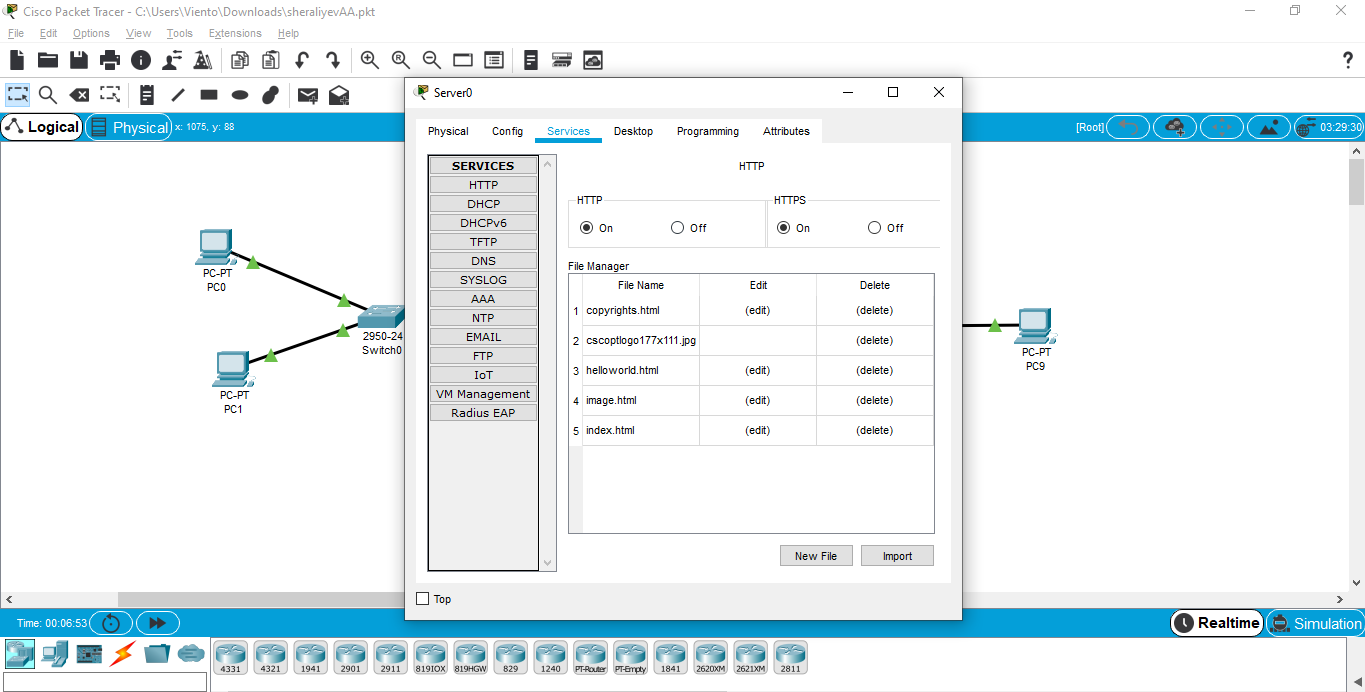 Cisco Packet Tracer - C:\Users\Viento\Downloads\sheraliyevAA.pkt
File Edit Options View Tools Extensions Help
?
Logical Physical x: 1075, y: 88
[Root] 03:29:30
PC-PT
PC0
PC-PT
PC1
2950-24
Switch0
Server0
Physical Config Services Desktop Programming Attributes
SERVICES
HTTP
DHCP
DHCPv6
TFTP
DNS
SYSLOG
AAA
NTP
EMAIL
FTP
IoT
VM Management
Radius EAP
HTTP
HTTP HTTPS
On Off On Off
File Manager
File Name Edit Delete
1 copyrights.html (edit) (delete)
2 cscoptlogo177x111.jpg (delete)
3 helloworld.html (edit) (delete)
4 image.html (edit) (delete)
5 index.html (edit) (delete)
New File Import
Top
PC-PT
PC9
Time: 00:06:53 Realtime Simulation
4331 4321 1941 2901 2911 819IOX 819HGW 829 1240 PT-Router PT-Empty 1841 2620XM 2621XM 2811